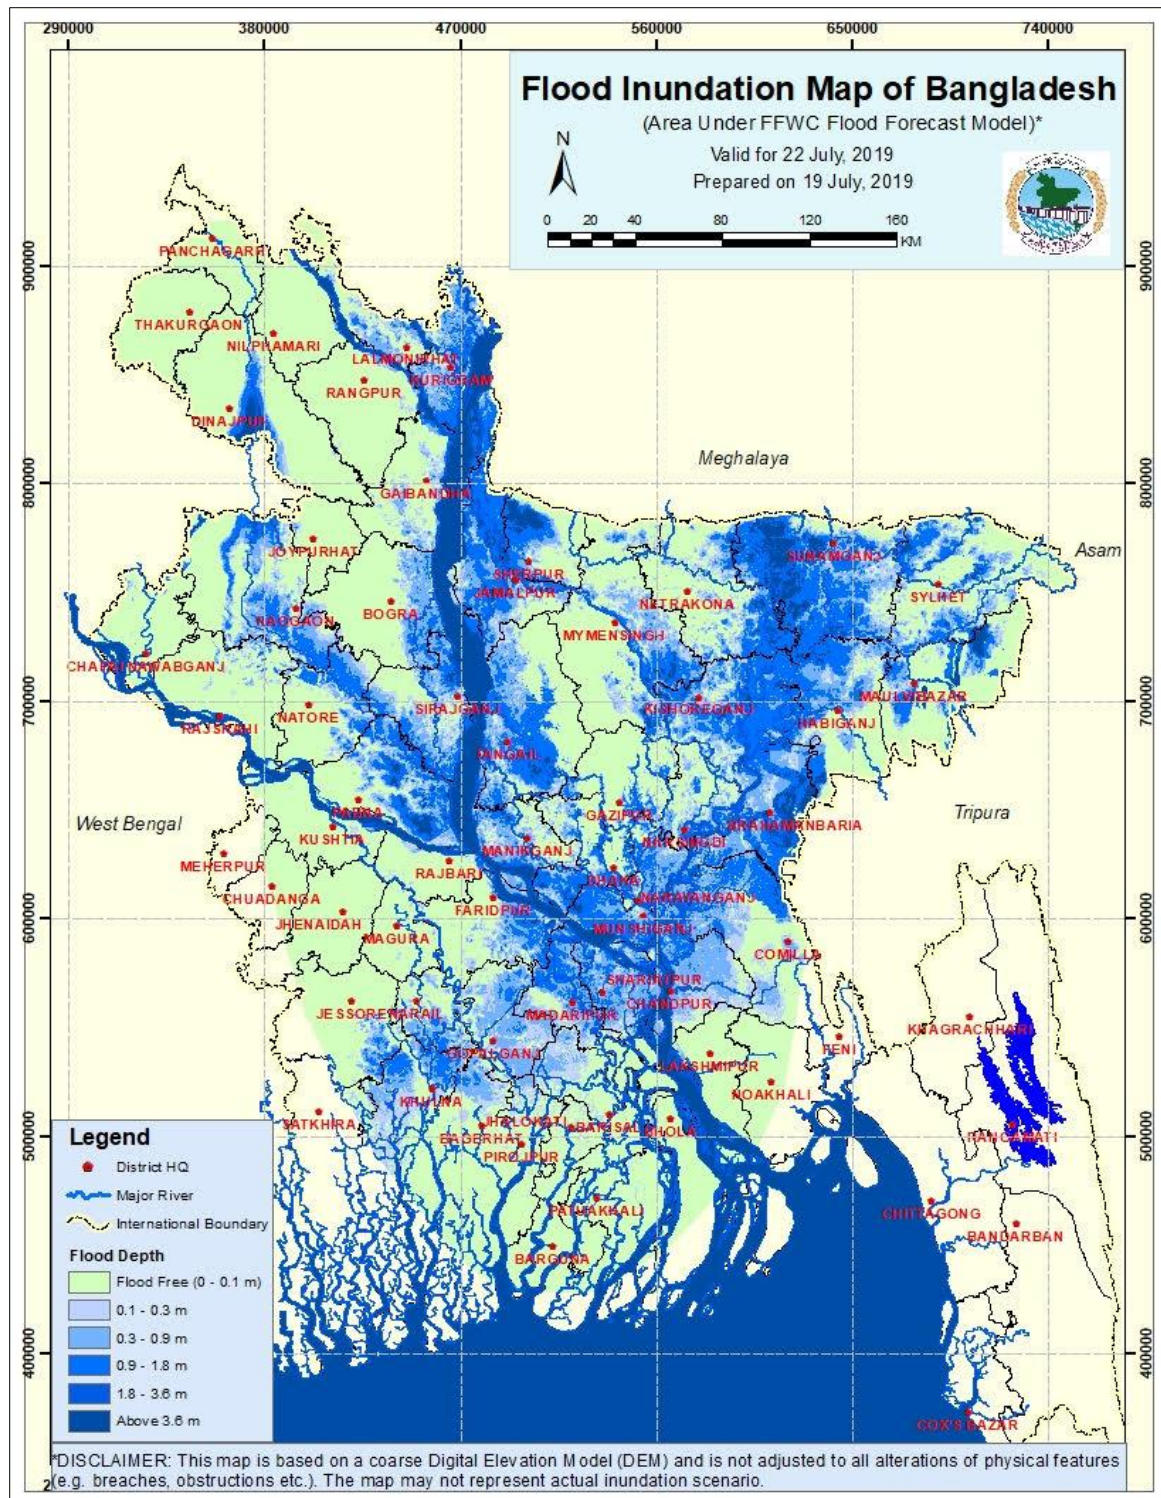 290000 380000 470000 560000 650000 740000
Flood Inundation Map of Bangladesh
(Area Under FFWC Flood Forecast Model)*
N
Valid for 22 July, 2019
Prepared on 19 July, 2019
0 20 40 80 120 160
KM
900000 900000
PANCHAGARH
THAKURGAON
NILPHAMARI
LALMONIRHAT
KURIGRAM
RANGPUR
DINAJPUR
Meghalaya
800000 800000
GAIBANDHA
JOYPURHAT
SUNAMGANJ
Asam
SHERPUR
JAMALPUR
SYLHET
NETRAKONA
BOGRA
NAOGAON
MYMENSINGH
CHAPAI NAWABGANJ
MAULVIBAZAR
700000 700000
SIRAJGANJ
KISHOREGANJ
NATORE
HABIGANJ
RAJSHAHI
TANGAIL
PABNA
GAZIPUR
Tripura
West Bengal
BRAHAMANBARIA
KUSHTIA
NARSINGDI
MANIKGANJ
MEHERPUR
RAJBARI
DHAKA
CHUADANGA
NARAYANGANJ
FARIDPUR
600000 600000
JHENAIDAH
MUNSHIGANJ
MAGURA
COMILLA
SHARIATPUR
CHANDPUR
JESSORE NARAIL
MADARIPUR
KHAGRACHHARI
FENI
GOPALGANJ
LAKSHMIPUR
NOAKHALI
KHULNA
SATKHIRA
JHALOKATI
BARISAL
BHOLA
500000 500000
BAGERHAT
RANGAMATI
PIROJPUR
PATUAKHALI
CHITTAGONG
BANDARBAN
BARGUNA
Legend
District HQ
Major River
International Boundary
Flood Depth
Flood Free (0 - 0.1 m)
0.1 - 0.3 m
0.3 - 0.9 m
400000 400000
0.9 - 1.8 m
1.8 - 3.6 m
Above 3.6 m
COX'S BAZAR
*DISCLAIMER: This map is based on a coarse Digital Elevation Model (DEM) and is not adjusted to all alterations of physical features
(e.g. breaches, obstructions etc.). The map may not represent actual inundation scenario.